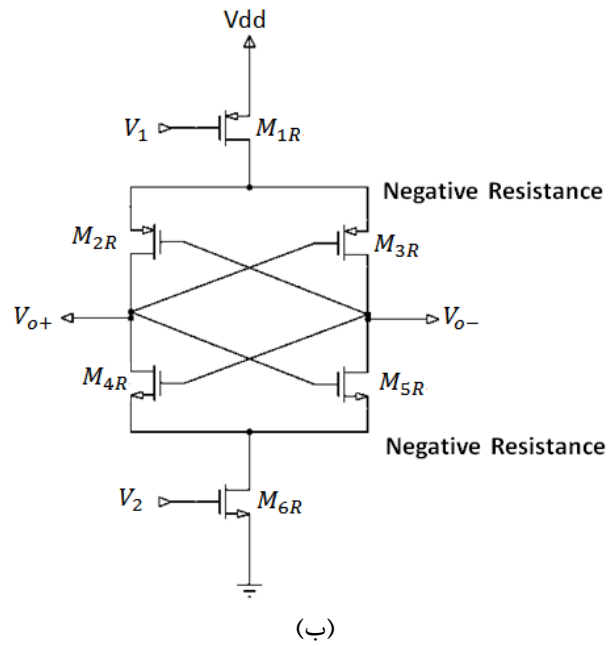 Vdd
V₁
M₁R
Negative Resistance
M₂R
M₃R
Vₒ₊
Vₒ₋
M₄R
M₅R
Negative Resistance
V₂
M₆R
(ب)